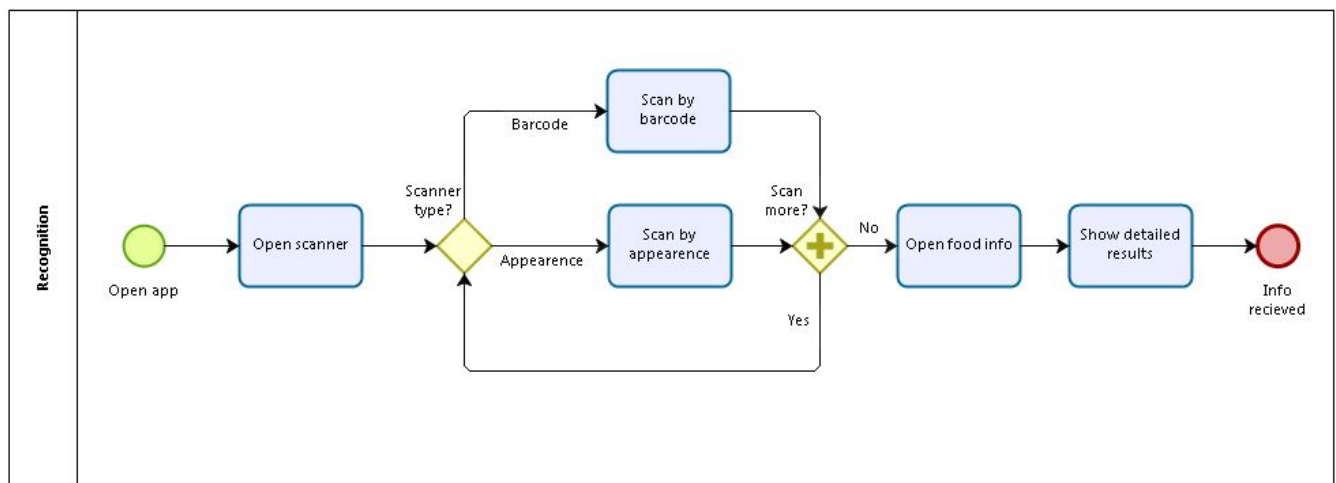 Recognition
Open app
Open scanner
Scanner
type?
Barcode
Appearence
Scan by
barcode
Scan by
appearence
Scan
more?
No
Yes
Open food info
Show detailed
results
Info
recieved